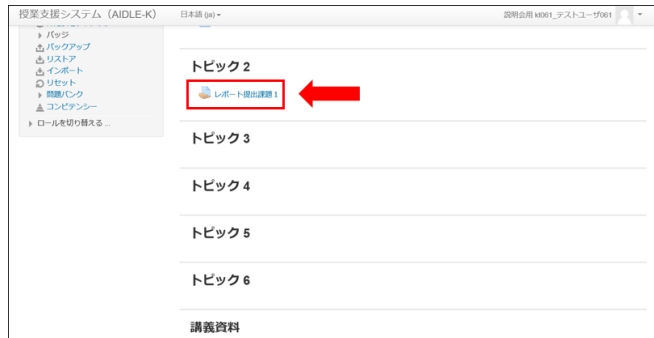 授業支援システム（AIDLE-K） 日本語 (ja) 説明会用 kt061_テストユーザ061
バッジ
バックアップ
リストア
インポート
リセット
問題バンク
コンピテンシー
ロールを切り替える ...
トピック 2
レポート提出課題 1
トピック 3
トピック 4
トピック 5
トピック 6
講義資料